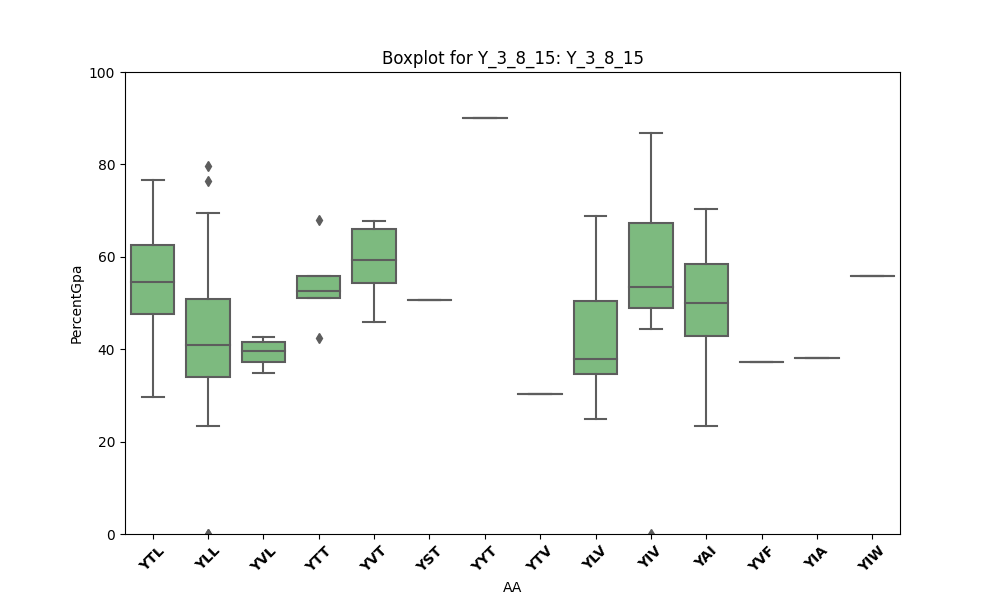 Boxplot for Y_3_8_15: Y_3_8_15
100
80
60
40
20
0
PercentGpa
YTL YLL YVL YTT YVT YST YYT YTV YLV YIV YAI YVF YIA YIW
AA